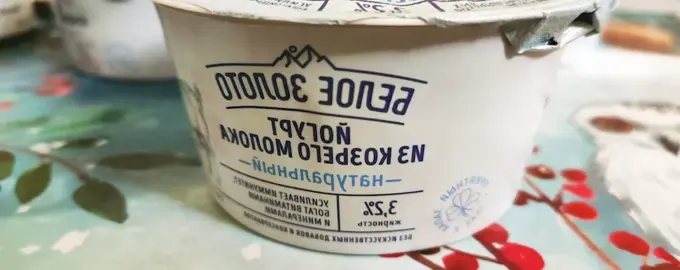 БЕЛОЕ ЗОЛОТО
ЙОГУРТ
ИЗ КОЗЬЕГО МОЛОКА
—натуральный—
3,2%
жирность
УСИЛИВАЕТ ИММУНИТЕТ,
БОГАТ ВИТАМИНАМИ
И МИНЕРАЛАМИ
БЕЗ ИСКУССТВЕННЫХ ДОБАВОК И КОНСЕРВАНТОВ